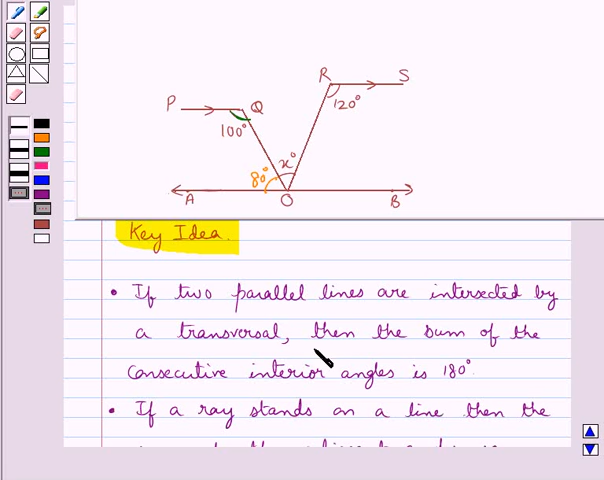 R S
P Q
120°
100°
x°
80°
A O B
Key Idea.
• If two parallel lines are intersected by
a transversal, then the sum of the
consecutive interior angles is 180°.
• If a ray stands on a line then the